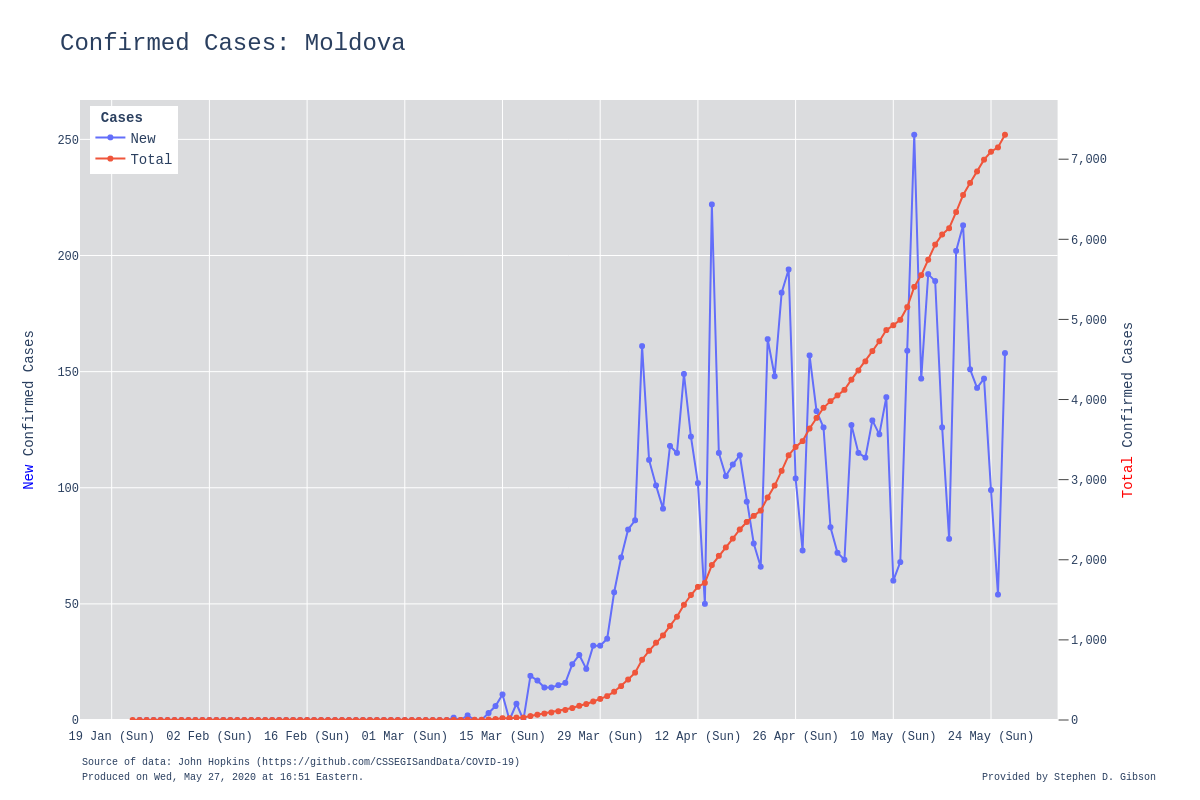 Confirmed Cases: Moldova
Cases
New
Total
250
200
150
100
50
0
New Confirmed Cases
7,000
6,000
5,000
4,000
3,000
2,000
1,000
0
Total Confirmed Cases
19 Jan (Sun) 02 Feb (Sun) 16 Feb (Sun) 01 Mar (Sun) 15 Mar (Sun) 29 Mar (Sun) 12 Apr (Sun) 26 Apr (Sun) 10 May (Sun) 24 May (Sun)
Source of data: John Hopkins (https://github.com/CSSEGISandData/COVID-19)
Produced on Wed, May 27, 2020 at 16:51 Eastern.
Provided by Stephen D. Gibson